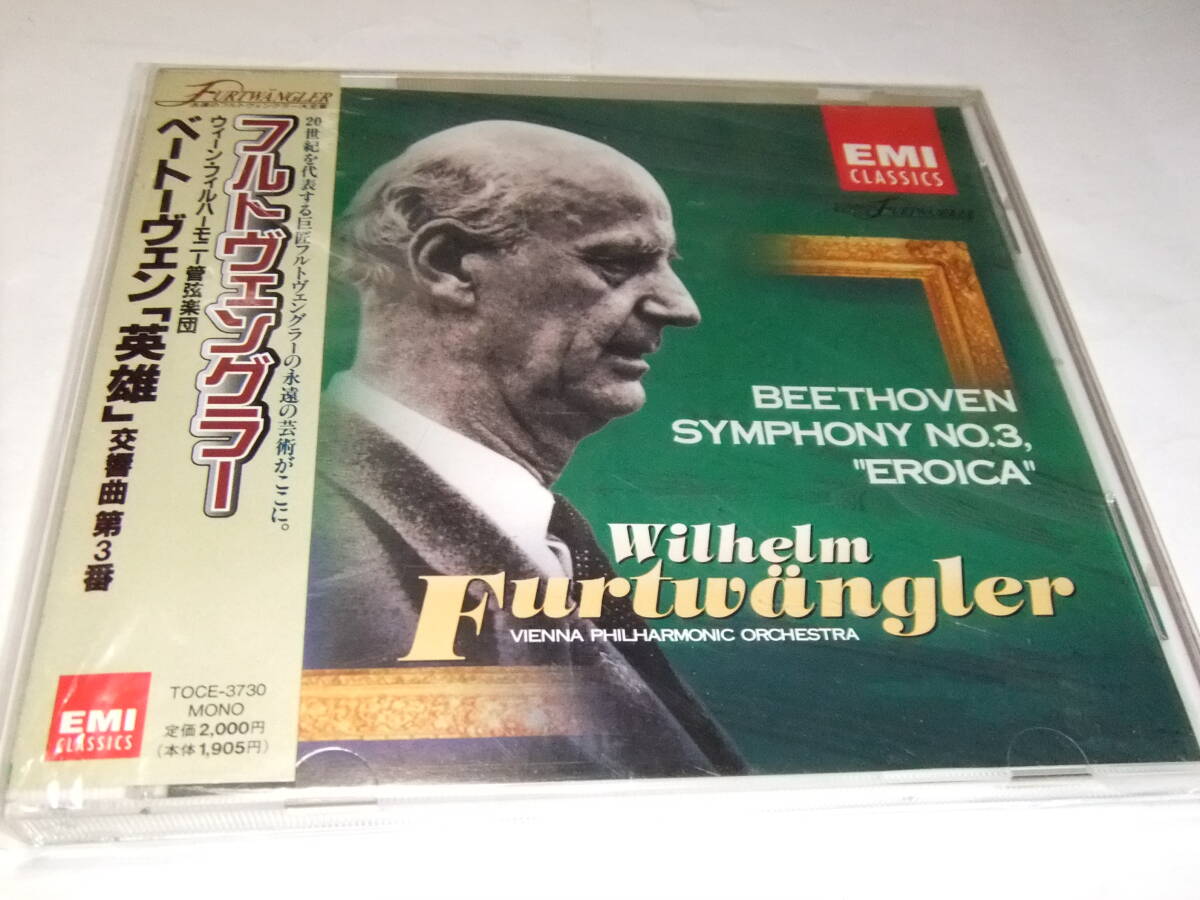 FURTWÄNGLER
20世紀を代表する巨匠フルトヴェングラーの永遠の芸術がここに。
フルトヴェングラー
ウィーン・フィルハーモニー管弦楽団
ベートーヴェン「英雄」交響曲 第3番
EMI
CLASSICS
TOCE-3730
MONO
定価2,000円
(本体1,905円)
EMI
CLASSICS
FURTWÄNGLER
BEETHOVEN
SYMPHONY NO.3,
"EROICA"
Wilhelm
Furtwängler
VIENNA PHILHARMONIC ORCHESTRA